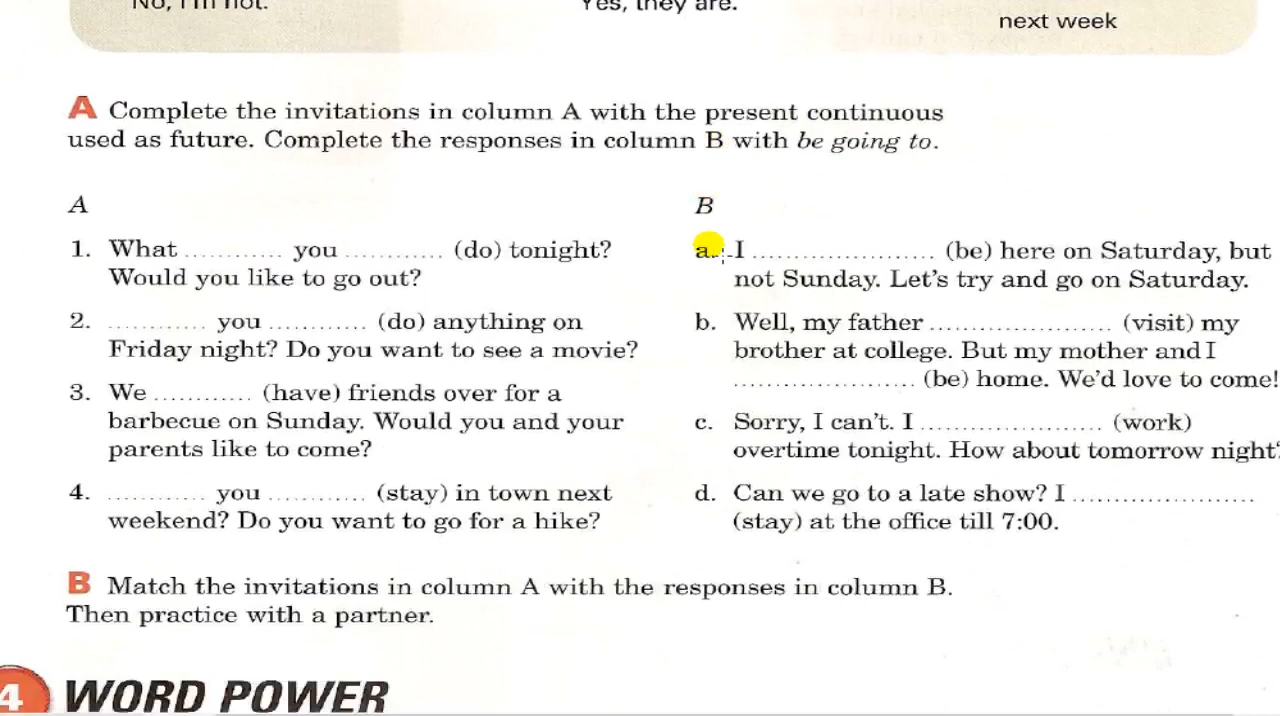 No, I'm not.
Yes, they are.
next week
A Complete the invitations in column A with the present continuous
used as future. Complete the responses in column B with be going to.
A
1. What ............ you ............ (do) tonight?
Would you like to go out?
2. ............ you ............ (do) anything on
Friday night? Do you want to see a movie?
3. We ............ (have) friends over for a
barbecue on Sunday. Would you and your
parents like to come?
4. ............ you ............ (stay) in town next
weekend? Do you want to go for a hike?
B
a. I ...................... (be) here on Saturday, but
not Sunday. Let's try and go on Saturday.
b. Well, my father ...................... (visit) my
brother at college. But my mother and I
...................... (be) home. We'd love to come!
c. Sorry, I can't. I ...................... (work)
overtime tonight. How about tomorrow night?
d. Can we go to a late show? I ......................
(stay) at the office till 7:00.
B Match the invitations in column A with the responses in column B.
Then practice with a partner.
4 WORD POWER